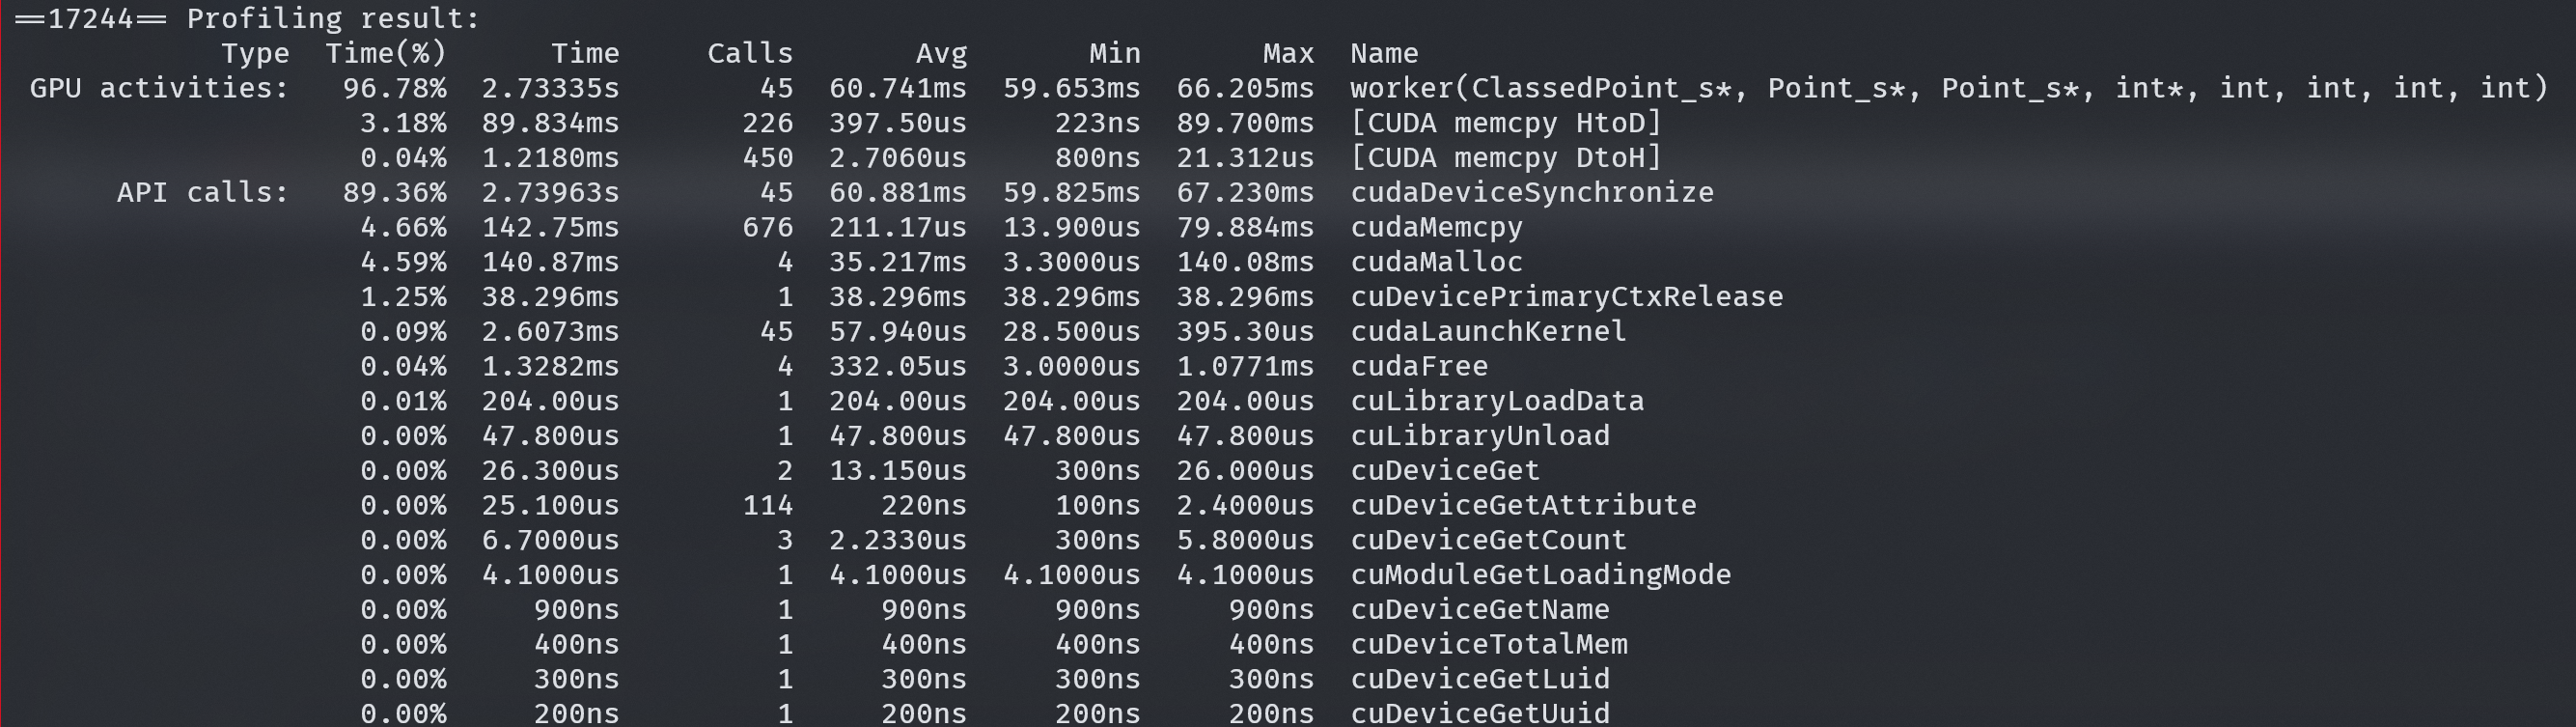 ==17244== Profiling result:
Type Time(%) Time Calls Avg Min Max Name
GPU activities: 96.78% 2.73335s 45 60.741ms 59.653ms 66.205ms worker(ClassedPoint_s*, Point_s*, Point_s*, int*, int, int, int, int)
3.18% 89.834ms 226 397.50us 223ns 89.700ms [CUDA memcpy HtoD]
0.04% 1.2180ms 450 2.7060us 800ns 21.312us [CUDA memcpy DtoH]
API calls: 89.36% 2.73963s 45 60.881ms 59.825ms 67.230ms cudaDeviceSynchronize
4.66% 142.75ms 676 211.17us 13.900us 79.884ms cudaMemcpy
4.59% 140.87ms 4 35.217ms 3.3000us 140.08ms cudaMalloc
1.25% 38.296ms 1 38.296ms 38.296ms 38.296ms cuDevicePrimaryCtxRelease
0.09% 2.6073ms 45 57.940us 28.500us 395.30us cudaLaunchKernel
0.04% 1.3282ms 4 332.05us 3.0000us 1.0771ms cudaFree
0.01% 204.00us 1 204.00us 204.00us 204.00us cuLibraryLoadData
0.00% 47.800us 1 47.800us 47.800us 47.800us cuLibraryUnload
0.00% 26.300us 2 13.150us 300ns 26.000us cuDeviceGet
0.00% 25.100us 114 220ns 100ns 2.4000us cuDeviceGetAttribute
0.00% 6.7000us 3 2.2330us 300ns 5.8000us cuDeviceGetCount
0.00% 4.1000us 1 4.1000us 4.1000us 4.1000us cuModuleGetLoadingMode
0.00% 900ns 1 900ns 900ns 900ns cuDeviceGetName
0.00% 400ns 1 400ns 400ns 400ns cuDeviceTotalMem
0.00% 300ns 1 300ns 300ns 300ns cuDeviceGetLuid
0.00% 200ns 1 200ns 200ns 200ns cuDeviceGetUuid